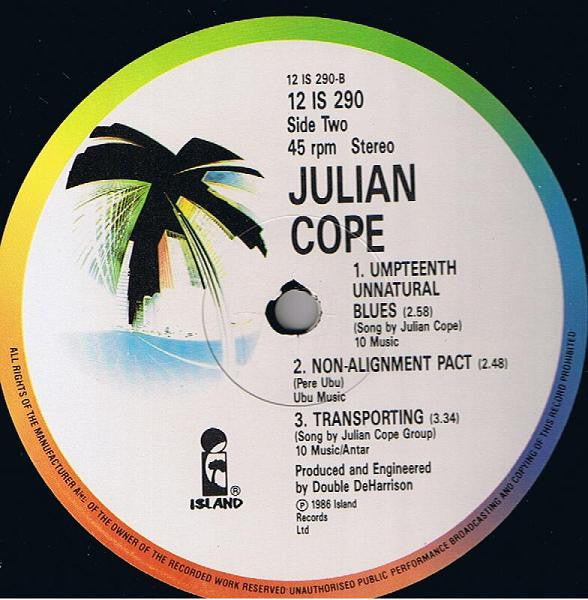 12 IS 290-B
12 IS 290
Side Two
45 rpm Stereo
JULIAN
COPE
1. UMPTEENTH
UNNATURAL
BLUES (2.58)
(Song by Julian Cope)
10 Music
2. NON-ALIGNMENT PACT (2.48)
(Pere Ubu)
Ubu Music
3. TRANSPORTING (3.34)
(Song by Julian Cope Group)
10 Music/Antar
Produced and Engineered
by Double DeHarrison
Ⓟ 1986 Island
Records
Ltd
ISLAND®
ALL RIGHTS OF THE MANUFACTURER AND OF THE OWNER OF THE RECORDED WORK RESERVED UNAUTHORISED PUBLIC PERFORMANCE BROADCASTING AND COPYING OF THIS RECORD PROHIBITED